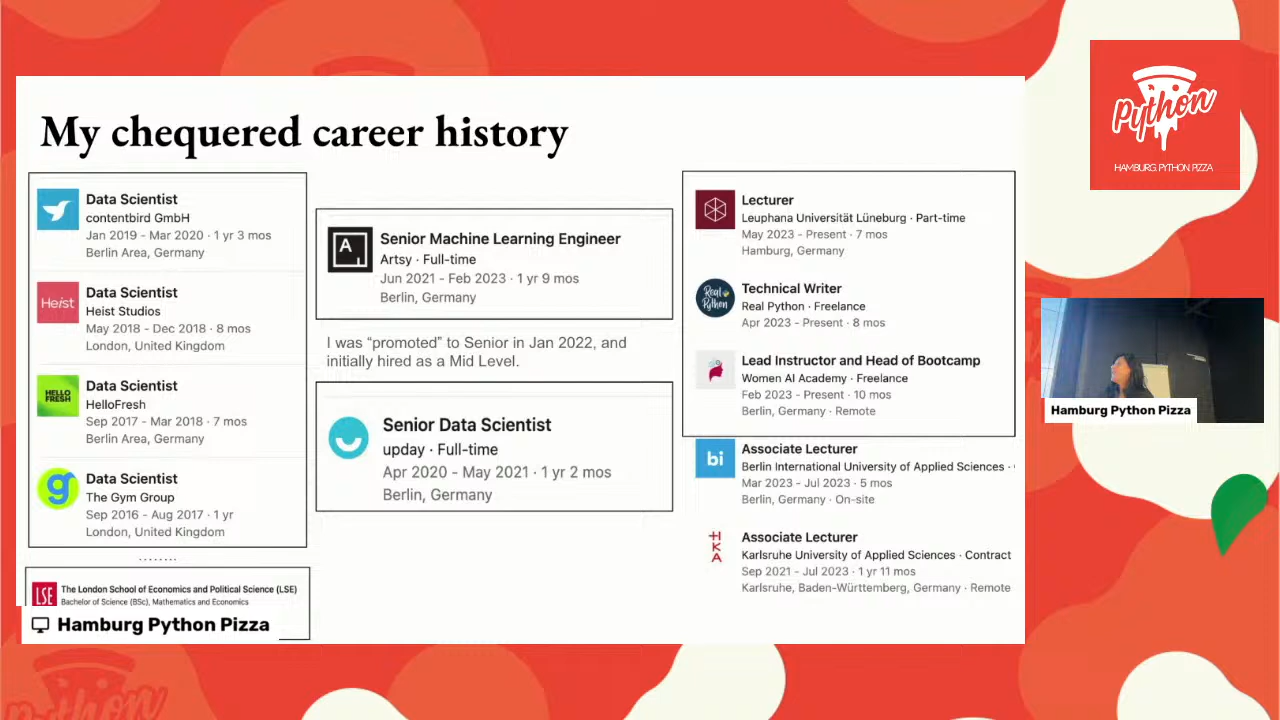 My chequered career history
Data Scientist
contentbird GmbH
Jan 2019 - Mar 2020 · 1 yr 3 mos
Berlin Area, Germany
Heist
Data Scientist
Heist Studios
May 2018 - Dec 2018 · 8 mos
London, United Kingdom
HELLO
FRESH
Data Scientist
HelloFresh
Sep 2017 - Mar 2018 · 7 mos
Berlin Area, Germany
g
Data Scientist
The Gym Group
Sep 2016 - Aug 2017 · 1 yr
London, United Kingdom
........
LSE
The London School of Economics and Political Science (LSE)
Bachelor of Science (BSc), Mathematics and Economics
Hamburg Python Pizza
A
Senior Machine Learning Engineer
Artsy · Full-time
Jun 2021 - Feb 2023 · 1 yr 9 mos
Berlin, Germany
I was “promoted” to Senior in Jan 2022, and
initially hired as a Mid Level.
Senior Data Scientist
upday · Full-time
Apr 2020 - May 2021 · 1 yr 2 mos
Berlin, Germany
Lecturer
Leuphana Universität Lüneburg · Part-time
May 2023 - Present · 7 mos
Hamburg, Germany
Real
Python
Technical Writer
Real Python · Freelance
Apr 2023 - Present · 8 mos
Lead Instructor and Head of Bootcamp
Women AI Academy · Freelance
Feb 2023 - Present · 10 mos
Berlin, Germany · Remote
bi
Associate Lecturer
Berlin International University of Applied Sciences ·
Mar 2023 - Jul 2023 · 5 mos
Berlin, Germany · On-site
H
K
A
Associate Lecturer
Karlsruhe University of Applied Sciences · Contract
Sep 2021 - Jul 2023 · 1 yr 11 mos
Karlsruhe, Baden-Württemberg, Germany · Remote
Python
HAMBURG.PYTHON.PIZZA
Hamburg Python Pizza
Python